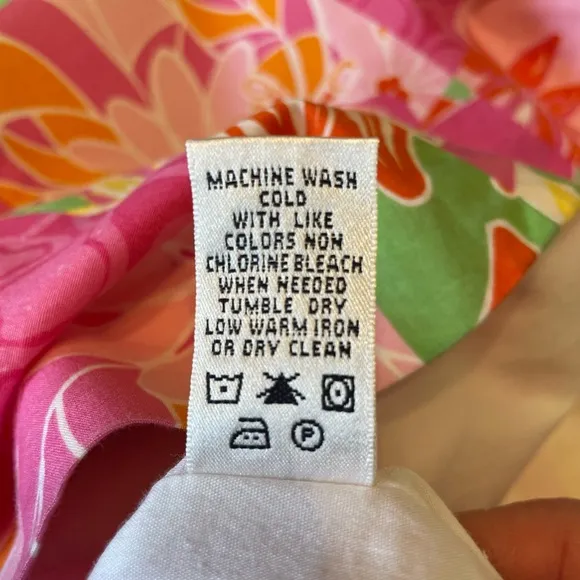 MACHINE WASH
COLD
WITH LIKE
COLORS NON
CHLORINE BLEACH
WHEN NEEDED
TUMBLE DRY
LOW WARM IRON
OR DRY CLEAN
P